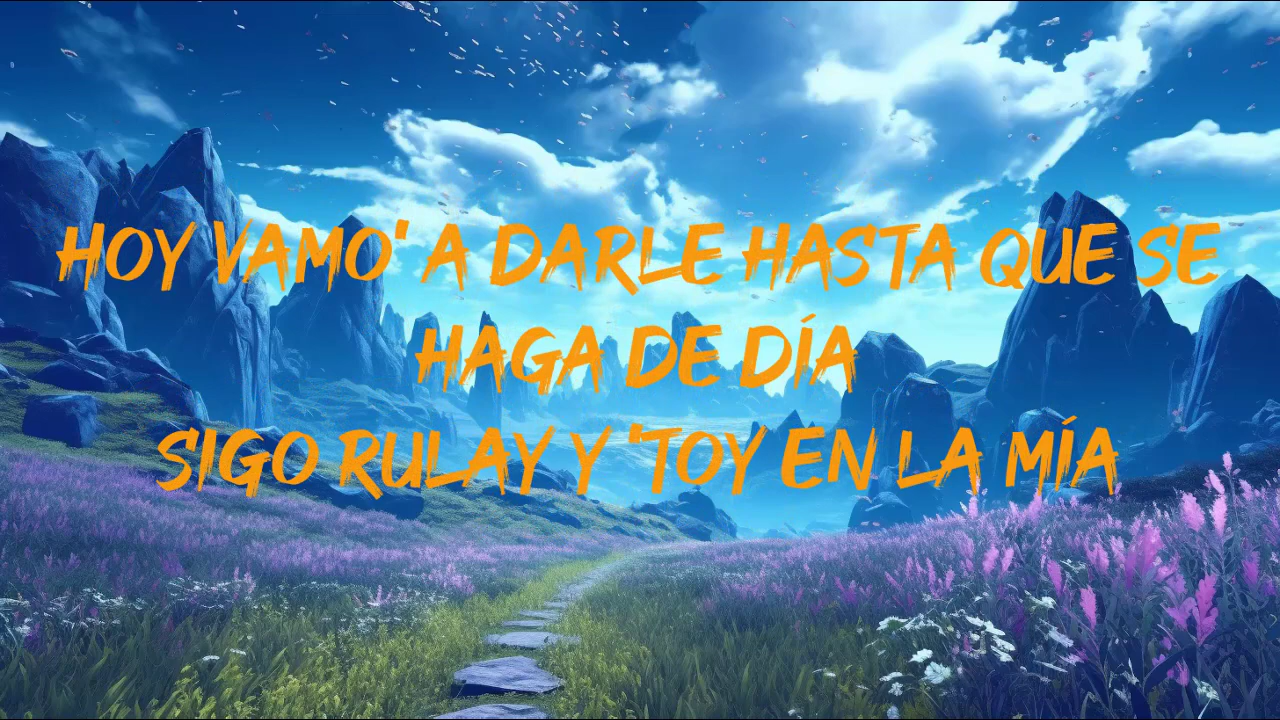 HOY VAMO' A DARLE HASTA QUE SE
HAGA DE DÍA
SIGO RULAY Y 'TOY EN LA MÍA